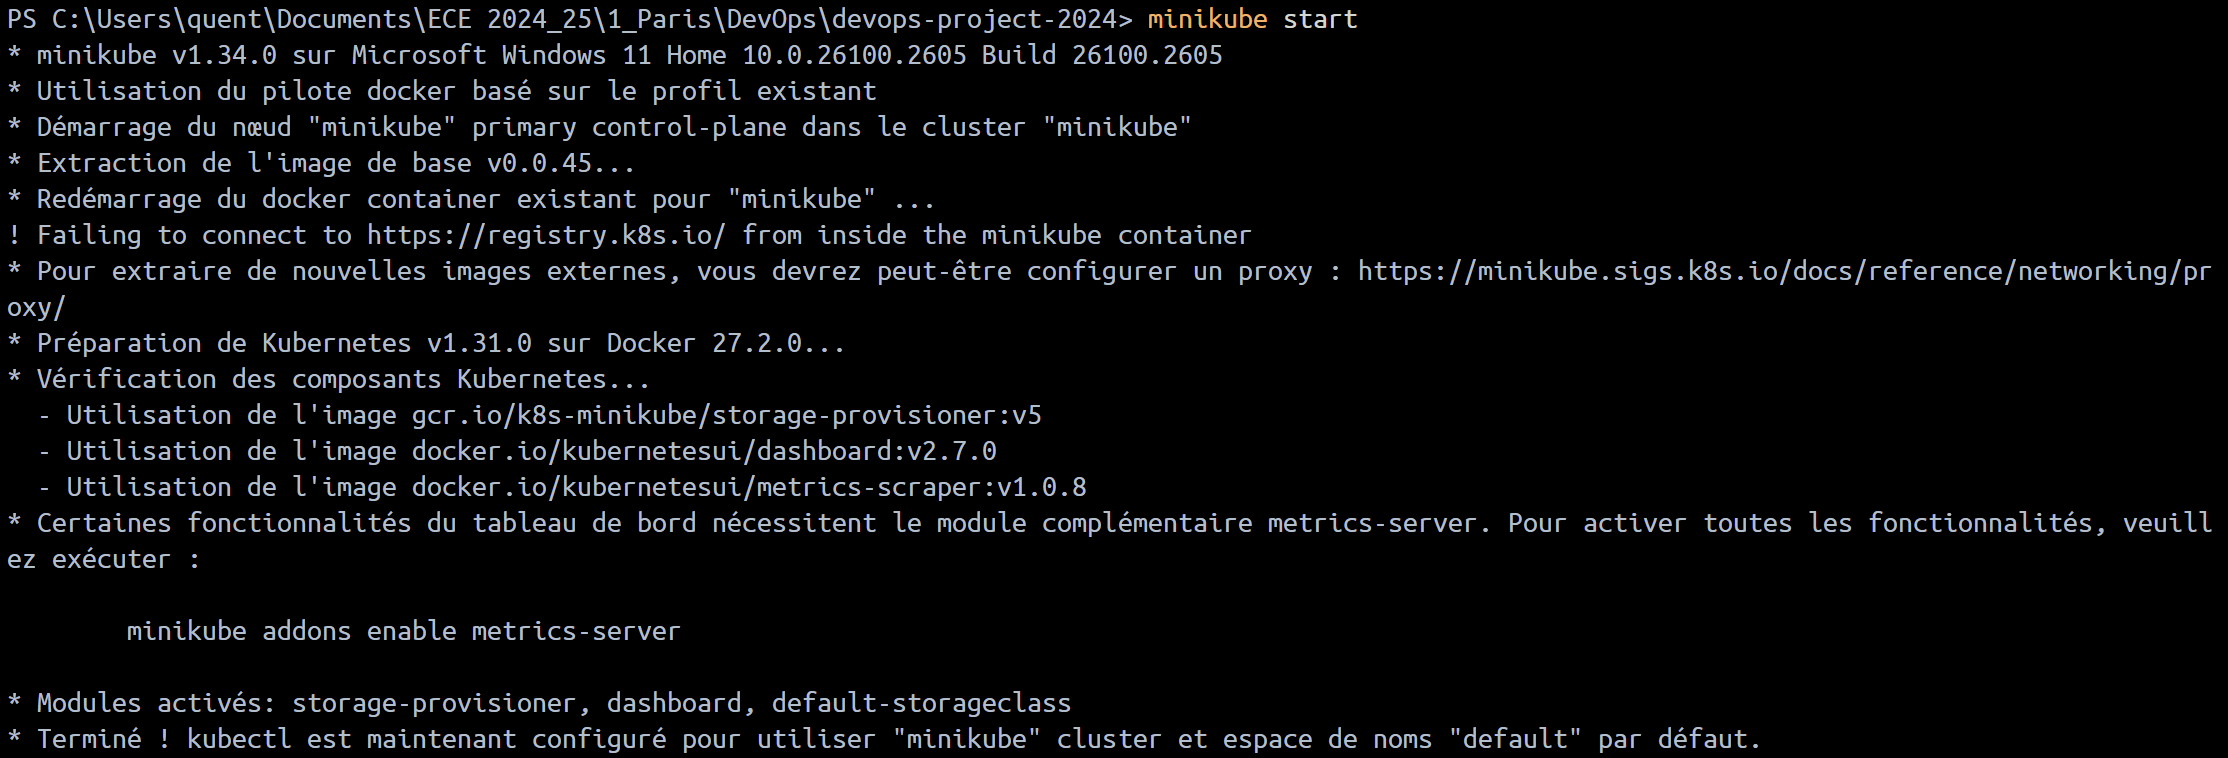 PS C:\Users\quent\Documents\ECE 2024_25\1_Paris\DevOps\devops-project-2024> minikube start
* minikube v1.34.0 sur Microsoft Windows 11 Home 10.0.26100.2605 Build 26100.2605
* Utilisation du pilote docker basé sur le profil existant
* Démarrage du nœud "minikube" primary control-plane dans le cluster "minikube"
* Extraction de l'image de base v0.0.45...
* Redémarrage du docker container existant pour "minikube" ...
! Failing to connect to https://registry.k8s.io/ from inside the minikube container
* Pour extraire de nouvelles images externes, vous devrez peut-être configurer un proxy : https://minikube.sigs.k8s.io/docs/reference/networking/pr
oxy/
* Préparation de Kubernetes v1.31.0 sur Docker 27.2.0...
* Vérification des composants Kubernetes...
  - Utilisation de l'image gcr.io/k8s-minikube/storage-provisioner:v5
  - Utilisation de l'image docker.io/kubernetesui/dashboard:v2.7.0
  - Utilisation de l'image docker.io/kubernetesui/metrics-scraper:v1.0.8
* Certaines fonctionnalités du tableau de bord nécessitent le module complémentaire metrics-server. Pour activer toutes les fonctionnalités, veuill
ez exécuter :
        minikube addons enable metrics-server
* Modules activés: storage-provisioner, dashboard, default-storageclass
* Terminé ! kubectl est maintenant configuré pour utiliser "minikube" cluster et espace de noms "default" par défaut.